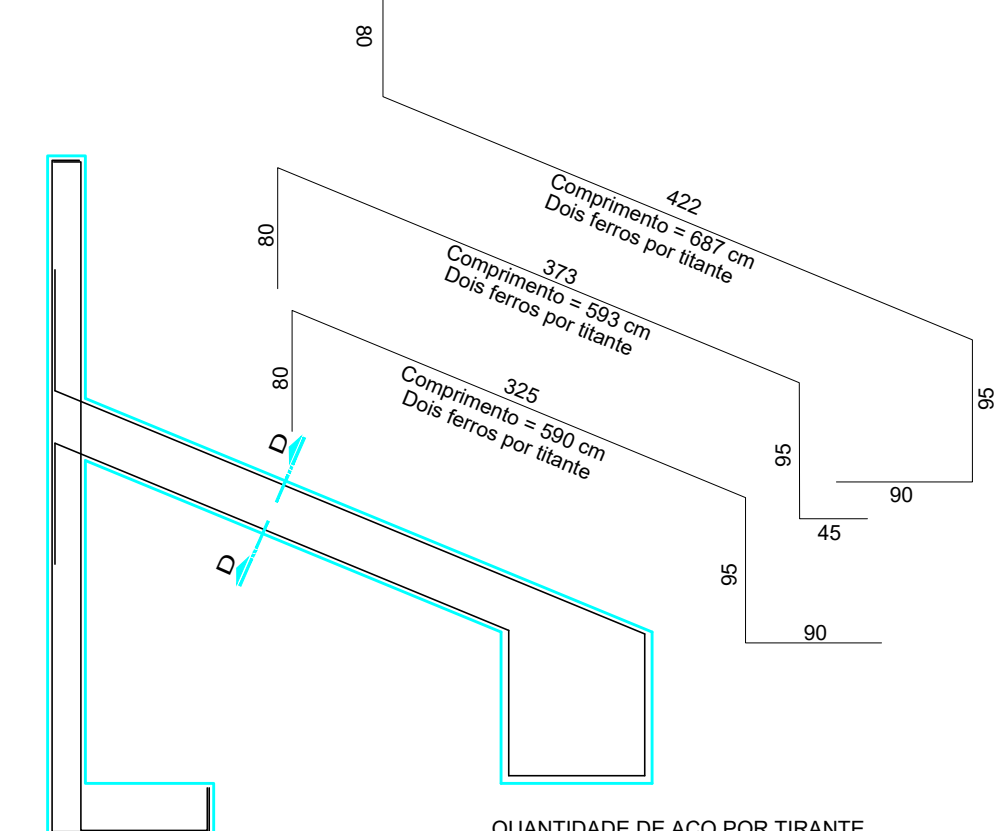 80
422
Comprimento = 687 cm
Dois ferros por titante
95
90
80
373
Comprimento = 593 cm
Dois ferros por titante
95
45
80
325
Comprimento = 590 cm
Dois ferros por titante
95
90
D
D
QUANTIDADE DE AÇO POR TIRANTE